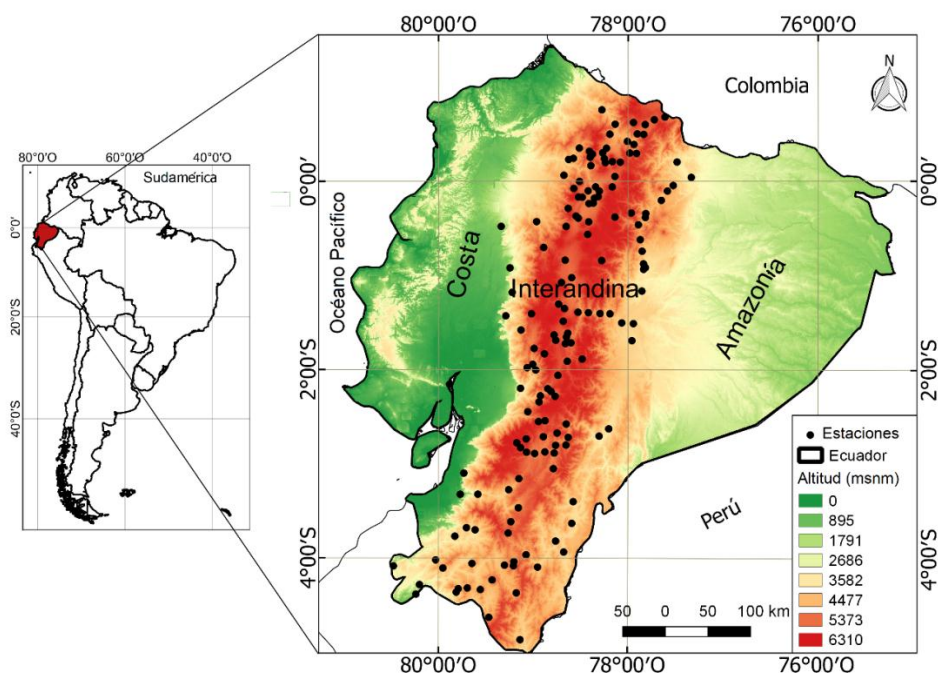 80°0'0"O 60°0'0"O 40°0'0"O
Sudamérica
0°0'
20°0'S
40°0'S
80°00'O 78°00'O 76°00'O
N
Colombia
0°00'
2°00'S
4°00'S
Océano Pacífico
Costa
Interandina
Amazonía
Perú
0°00'
2°00'S
4°00'S
50 0 50 100 km
Estaciones
Ecuador
Altitud (msnm)
0
895
1791
2686
3582
4477
5373
6310
80°00'O 78°00'O 76°00'O